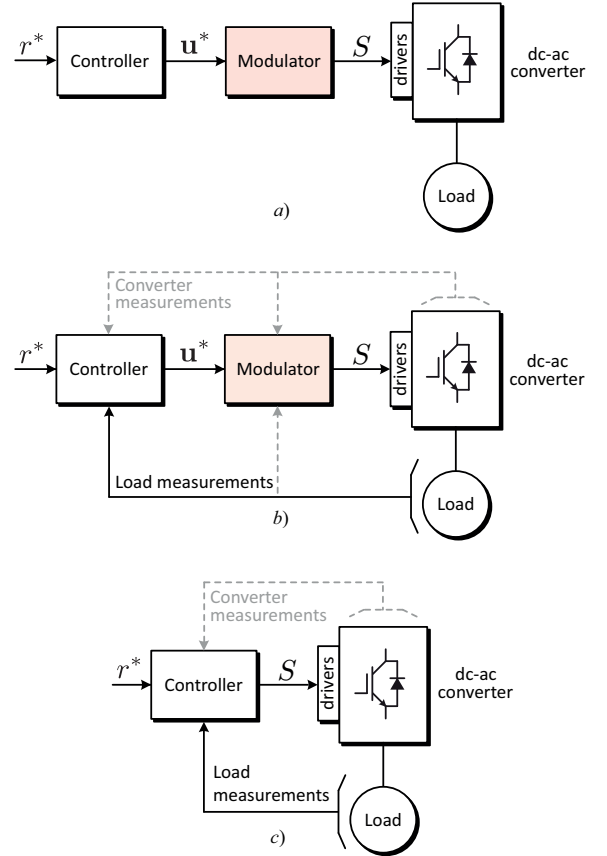 r* Controller u* Modulator S drivers dc-ac
converter
Load
a)
Converter
measurements
r* Controller u* Modulator S drivers dc-ac
converter
Load measurements
Load
b)
Converter
measurements
r* Controller S drivers dc-ac
converter
Load
measurements
Load
c)